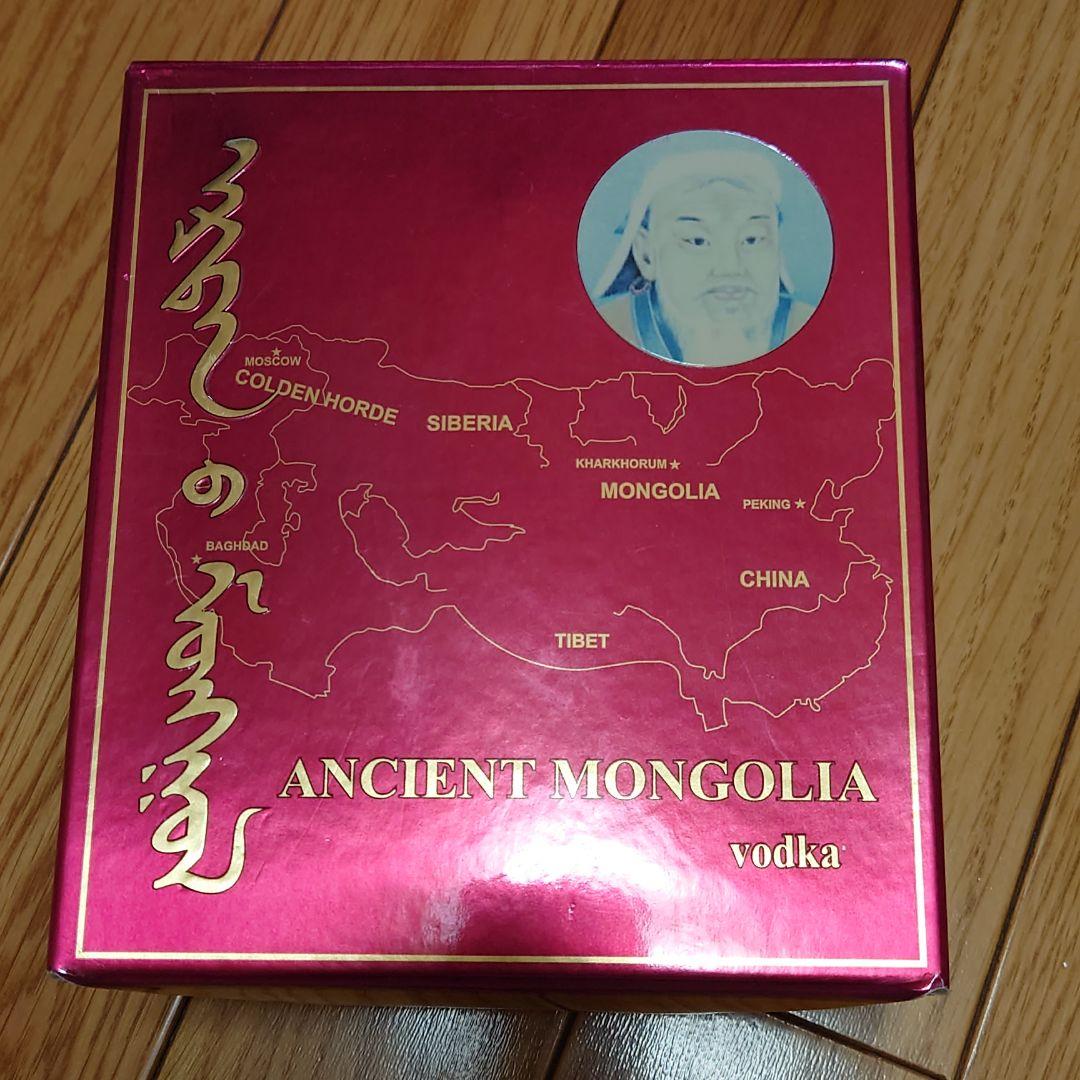 MOSCOW
COLDEN HORDE
SIBERIA
KHARKHORUM
MONGOLIA
PEKING
BAGHDAD
CHINA
TIBET
ANCIENT MONGOLIA
vodka